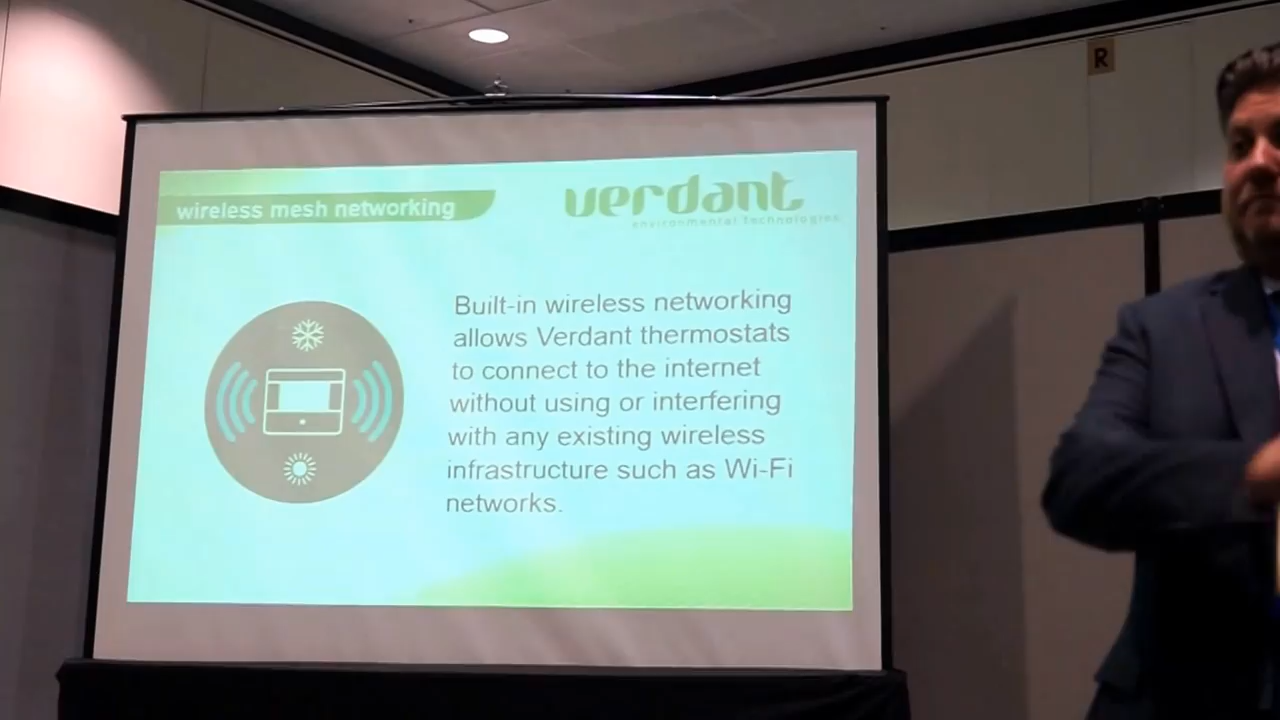 R
wireless mesh networking
verdant
environmental technologies
Built-in wireless networking
allows Verdant thermostats
to connect to the internet
without using or interfering
with any existing wireless
infrastructure such as Wi-Fi
networks.